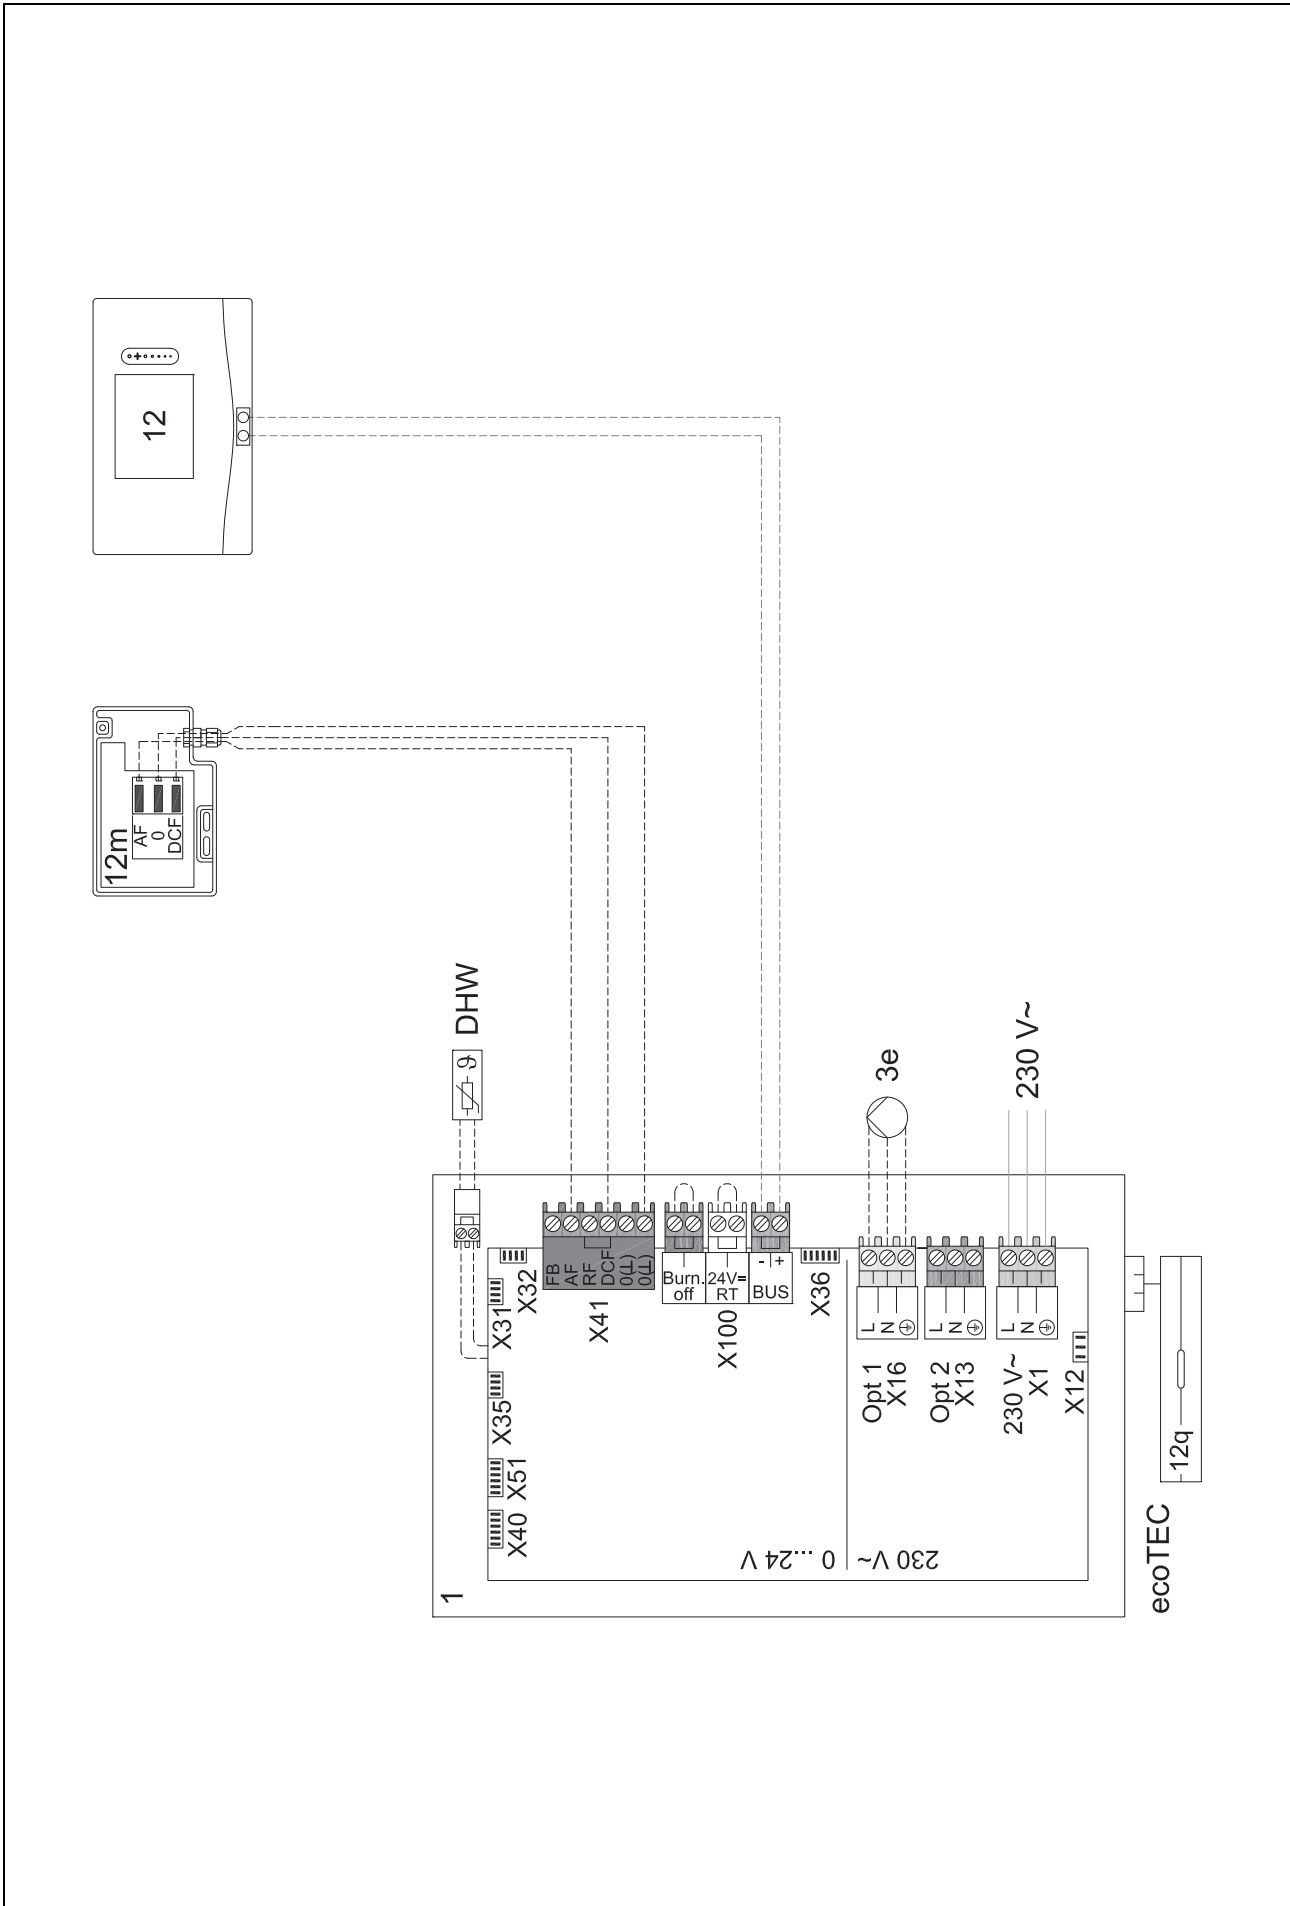 12
12m
AF
0
DCF
DHW
ϑ
3e
230 V~
1
X40
X51
X35
X31
X32
FB
AF
RF
DCF
0(⊥)
0(⊥)
X41
Burn.
off
24V=
RT
X100
- +
BUS
X36
L
N
Opt 1
X16
L
N
Opt 2
X13
L
N
230 V~
X1
X12
0 ...24 V
230 V~
12q
ecoTEC